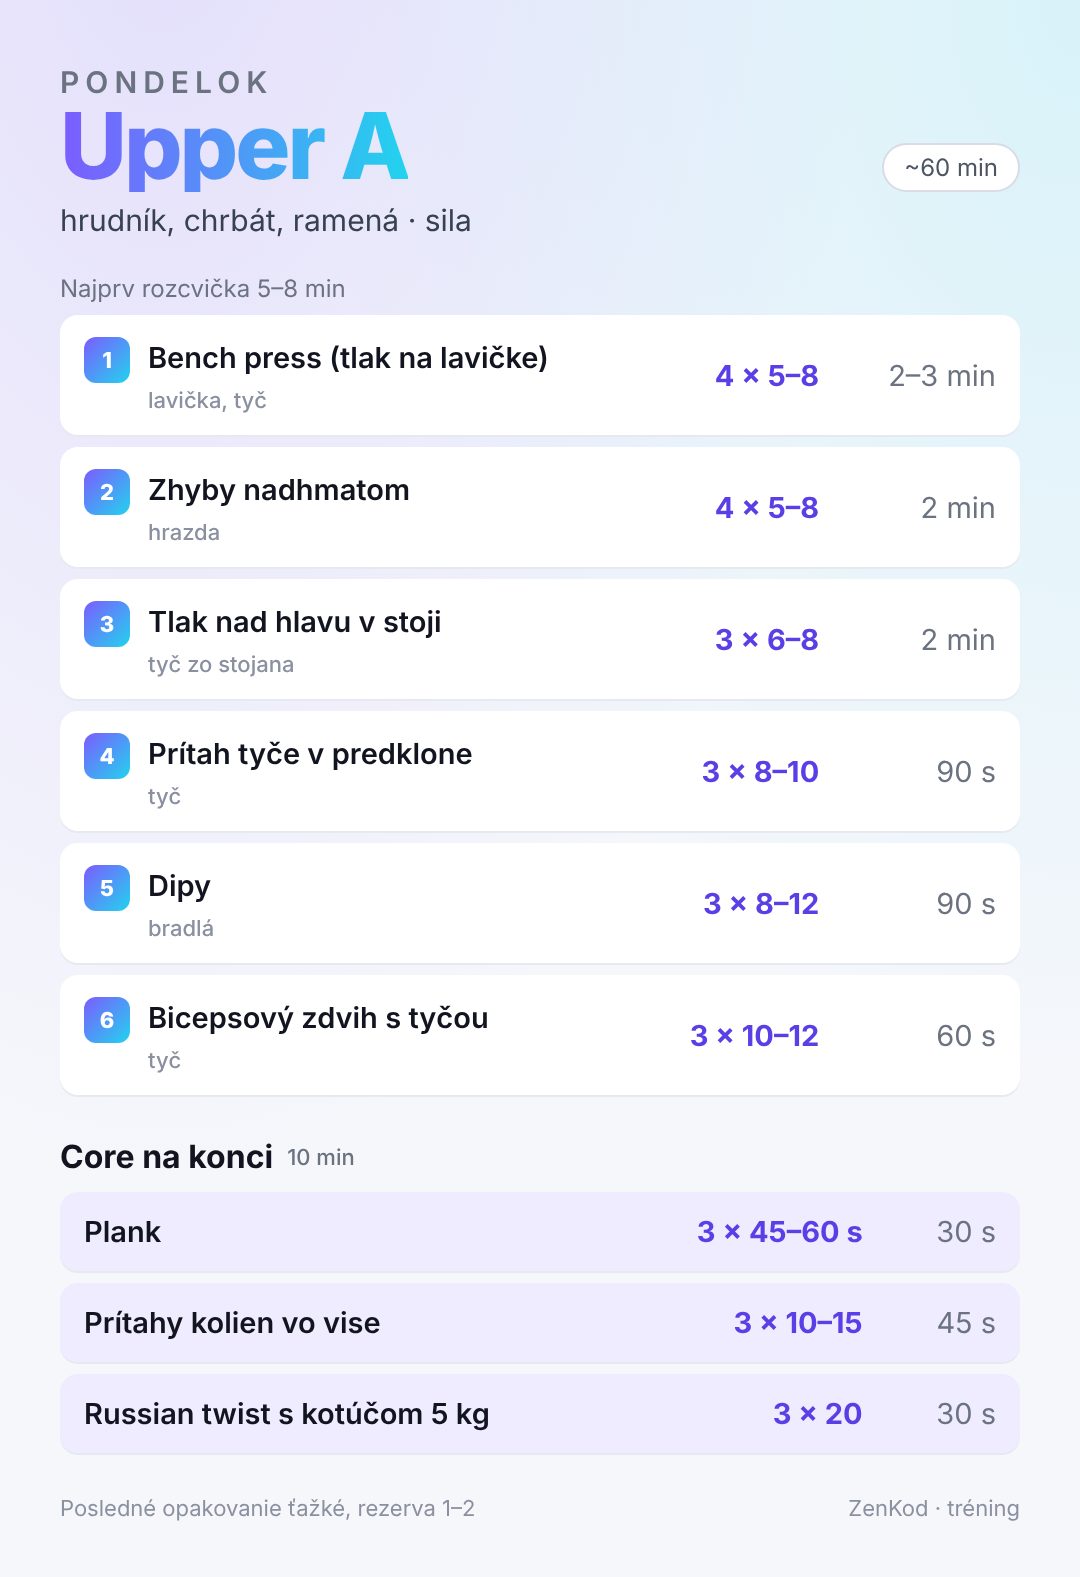 PONDELOK
Upper A
~60 min
hrudník, chrbát, ramená · sila
Najprv rozcvička 5–8 min
1 Bench press (tlak na lavičke) 4 × 5–8 2–3 min
lavička, tyč
2 Zhyby nadhmatom 4 × 5–8 2 min
hrazda
3 Tlak nad hlavu v stoji 3 × 6–8 2 min
tyč zo stojana
4 Prítah tyče v predklone 3 × 8–10 90 s
tyč
5 Dipy 3 × 8–12 90 s
bradlá
6 Bicepsový zdvih s tyčou 3 × 10–12 60 s
tyč
Core na konci 10 min
Plank 3 × 45–60 s 30 s
Prítahy kolien vo vise 3 × 10–15 45 s
Russian twist s kotúčom 5 kg 3 × 20 30 s
Posledné opakovanie ťažké, rezerva 1–2 ZenKod · tréning